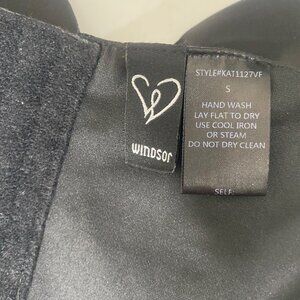 WINDSOR
STYLE#KAT1127VF
S
HAND WASH
LAY FLAT TO DRY
USE COOL IRON
OR STEAM
DO NOT DRY CLEAN
SELF: